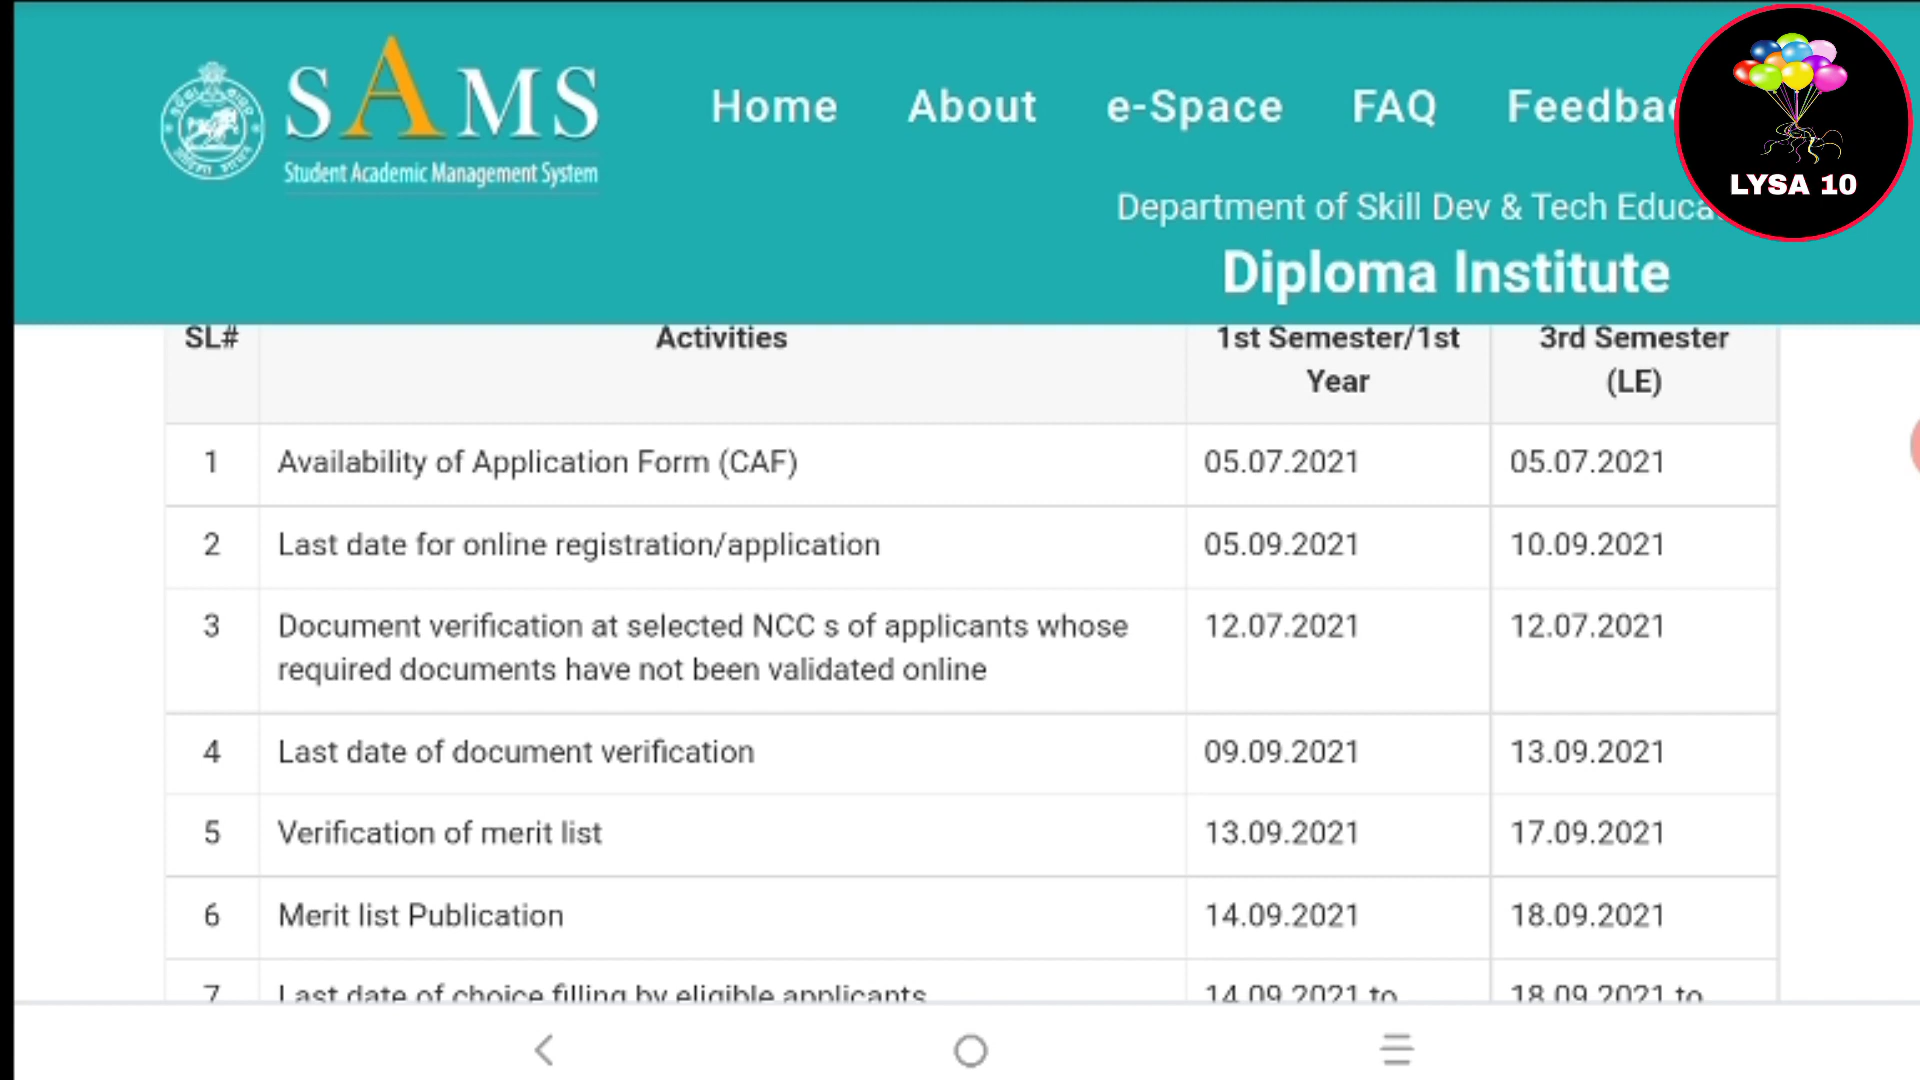 SAMS
Student Academic Management System
Home About e-Space FAQ Feedba
LYSA 10
Department of Skill Dev & Tech Educa
Diploma Institute
SL# Activities 1st Semester/1st Year 3rd Semester (LE)
1 Availability of Application Form (CAF) 05.07.2021 05.07.2021
2 Last date for online registration/application 05.09.2021 10.09.2021
3 Document verification at selected NCC s of applicants whose required documents have not been validated online 12.07.2021 12.07.2021
4 Last date of document verification 09.09.2021 13.09.2021
5 Verification of merit list 13.09.2021 17.09.2021
6 Merit list Publication 14.09.2021 18.09.2021
7 Last date of choice filling by eligible applicants 14.09.2021 to 18.09.2021 to